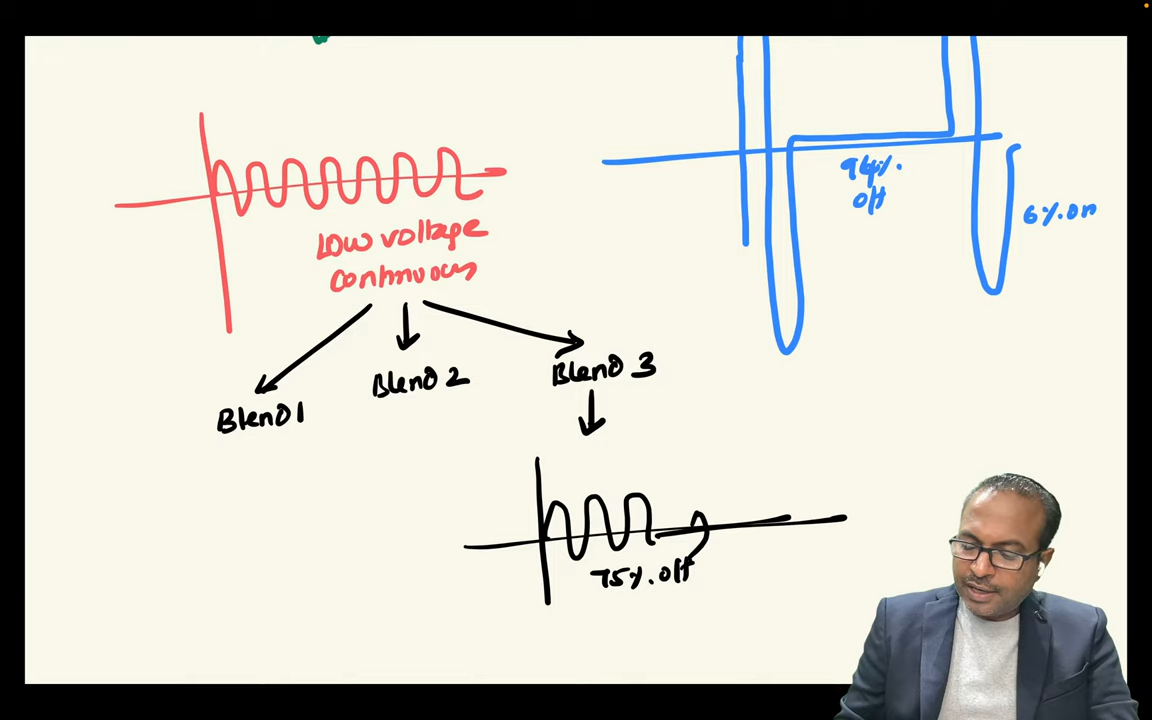 94%.
off
6%.on
Low voltage
continuous
Blend 1
Blend 2
Blend 3
75%.off